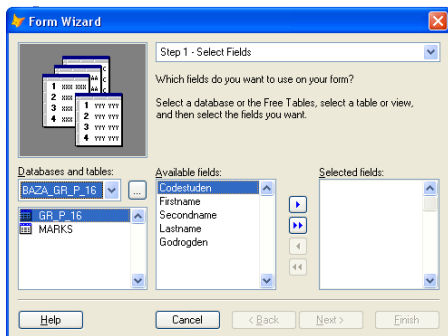 Form Wizard
Step 1 - Select Fields
Which fields do you want to use on your form?
Select a database or the Free Tables, select a table or view,
and then select the fields you want.
Databases and tables:
BAZA_GR_P_16
...
GR_P_16
MARKS
Available fields:
Codestuden
Firstname
Secondname
Lastname
Godrogden
Selected fields:
Help
Cancel
< Back
Next >
Finish